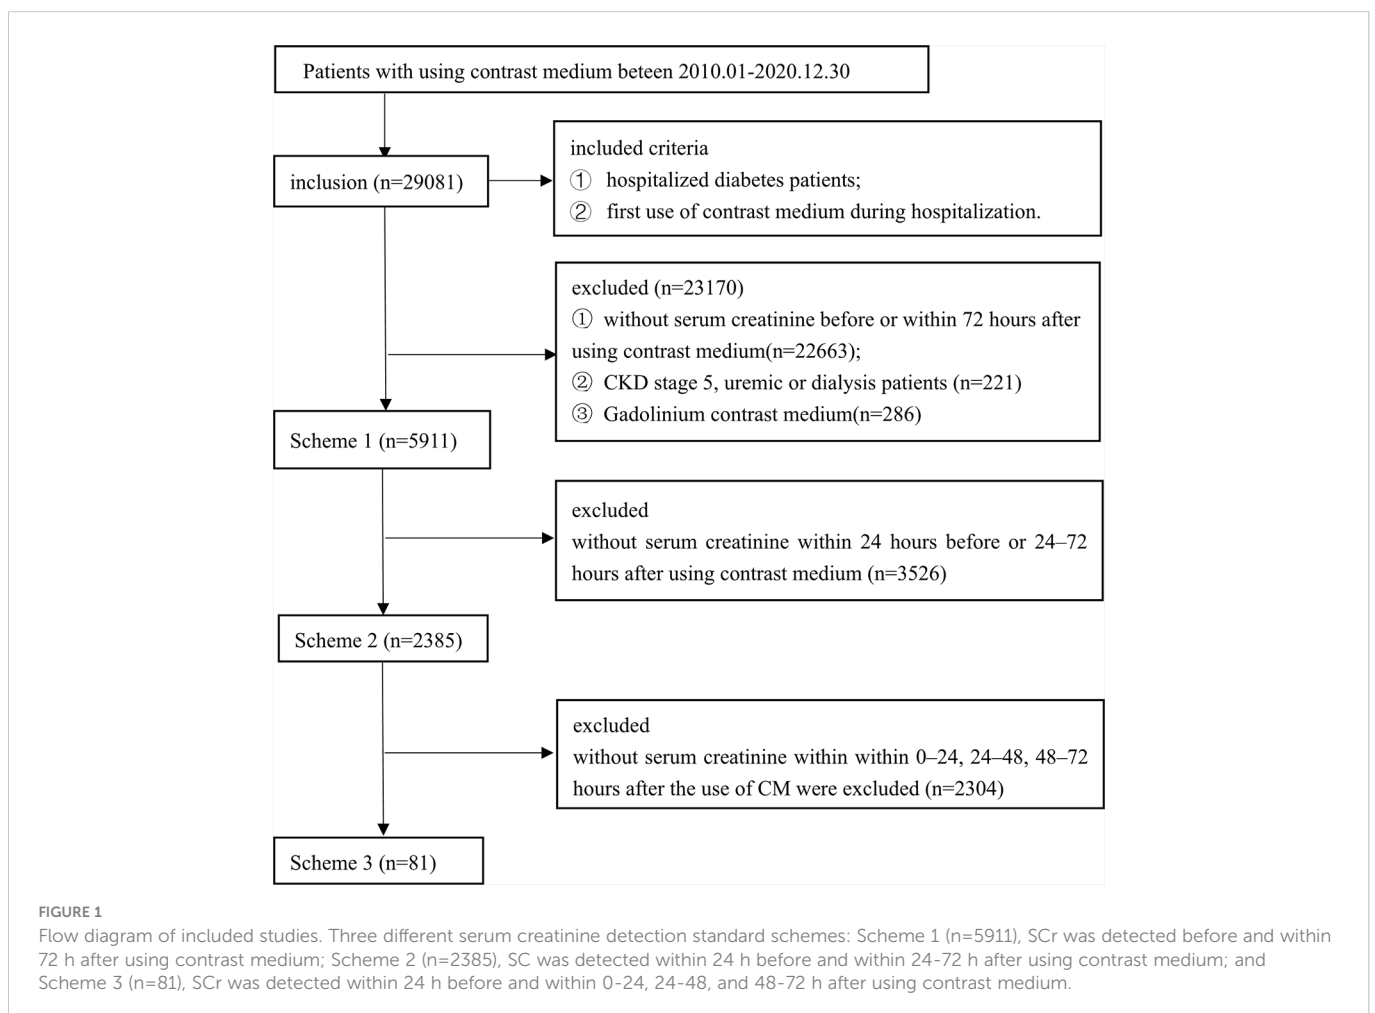 Patients with using contrast medium beteen 2010.01-2020.12.30
inclusion (n=29081)
included criteria
① hospitalized diabetes patients;
② first use of contrast medium during hospitalization.
excluded (n=23170)
① without serum creatinine before or within 72 hours after
using contrast medium(n=22663);
② CKD stage 5, uremic or dialysis patients (n=221)
③ Gadolinium contrast medium(n=286)
Scheme 1 (n=5911)
excluded
without serum creatinine within 24 hours before or 24–72
hours after using contrast medium (n=3526)
Scheme 2 (n=2385)
excluded
without serum creatinine within within 0–24, 24–48, 48–72
hours after the use of CM were excluded (n=2304)
Scheme 3 (n=81)
FIGURE 1
Flow diagram of included studies. Three different serum creatinine detection standard schemes: Scheme 1 (n=5911), SCr was detected before and within
72 h after using contrast medium; Scheme 2 (n=2385), SC was detected within 24 h before and within 24-72 h after using contrast medium; and
Scheme 3 (n=81), SCr was detected within 24 h before and within 0-24, 24-48, and 48-72 h after using contrast medium.